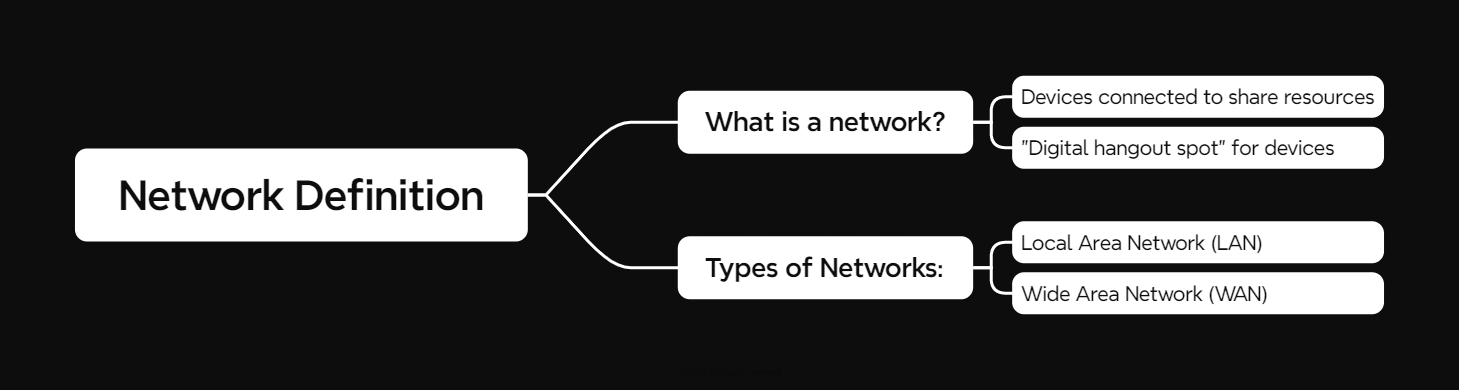 Network Definition
What is a network?
Devices connected to share resources
"Digital hangout spot" for devices
Types of Networks:
Local Area Network (LAN)
Wide Area Network (WAN)